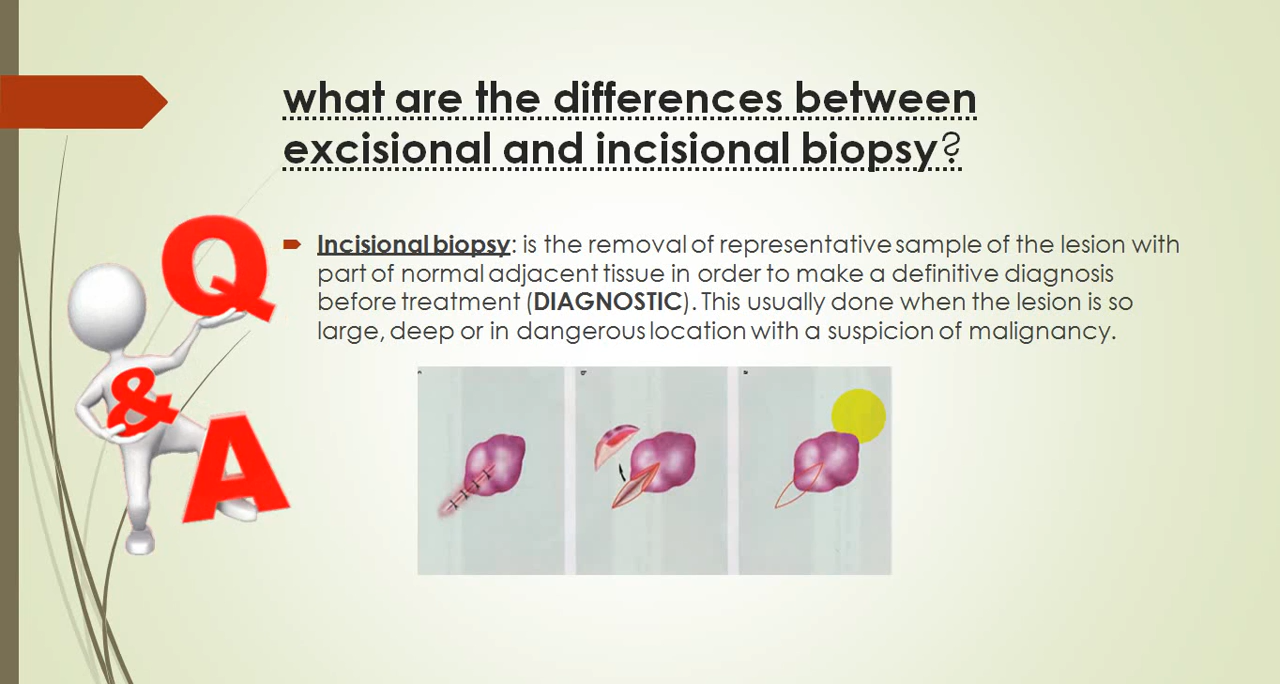 what are the differences between
excisional and incisional biopsy?
Incisional biopsy: is the removal of representative sample of the lesion with
part of normal adjacent tissue in order to make a definitive diagnosis
before treatment (DIAGNOSTIC). This usually done when the lesion is so
large, deep or in dangerous location with a suspicion of malignancy.
Q
&
A